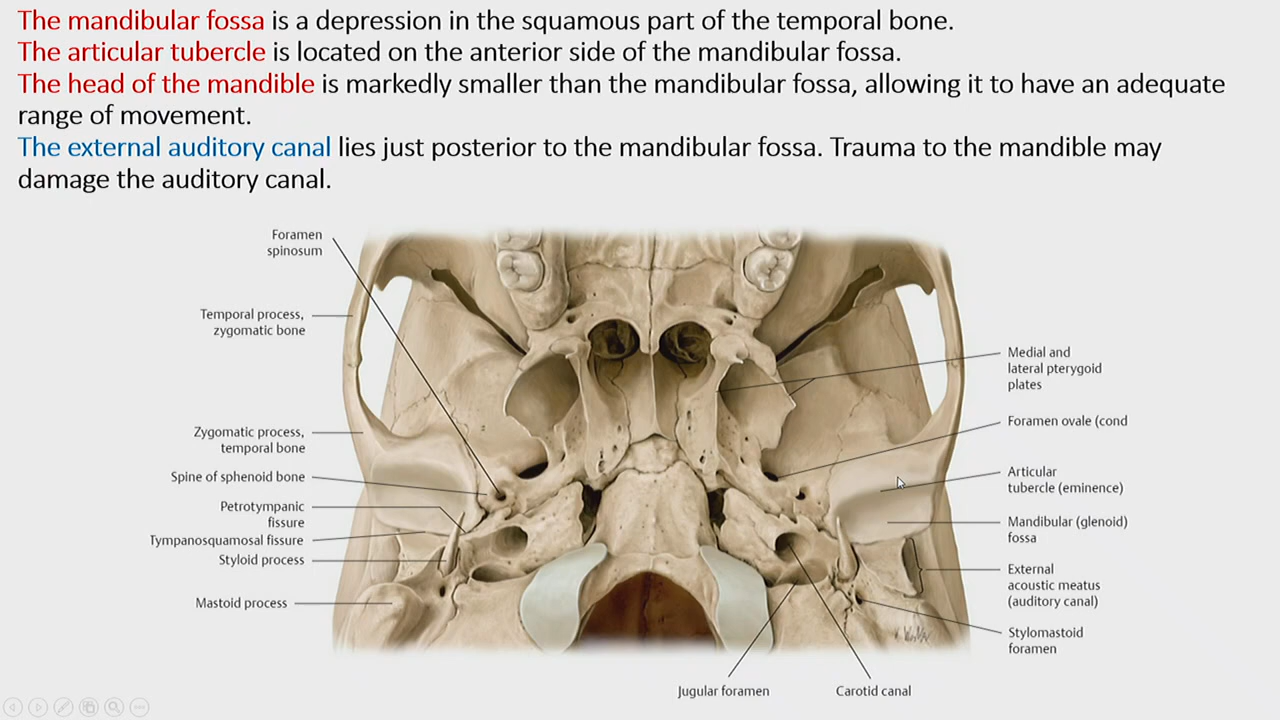 The mandibular fossa is a depression in the squamous part of the temporal bone.
The articular tubercle is located on the anterior side of the mandibular fossa.
The head of the mandible is markedly smaller than the mandibular fossa, allowing it to have an adequate
range of movement.
The external auditory canal lies just posterior to the mandibular fossa. Trauma to the mandible may
damage the auditory canal.
Foramen
spinosum
Temporal process,
zygomatic bone
Zygomatic process,
temporal bone
Spine of sphenoid bone
Petrotympanic
fissure
Tympanosquamosal fissure
Styloid process
Mastoid process
Medial and
lateral pterygoid
plates
Foramen ovale (cond
Articular
tubercle (eminence)
Mandibular (glenoid)
fossa
External
acoustic meatus
(auditory canal)
Stylomastoid
foramen
Jugular foramen
Carotid canal